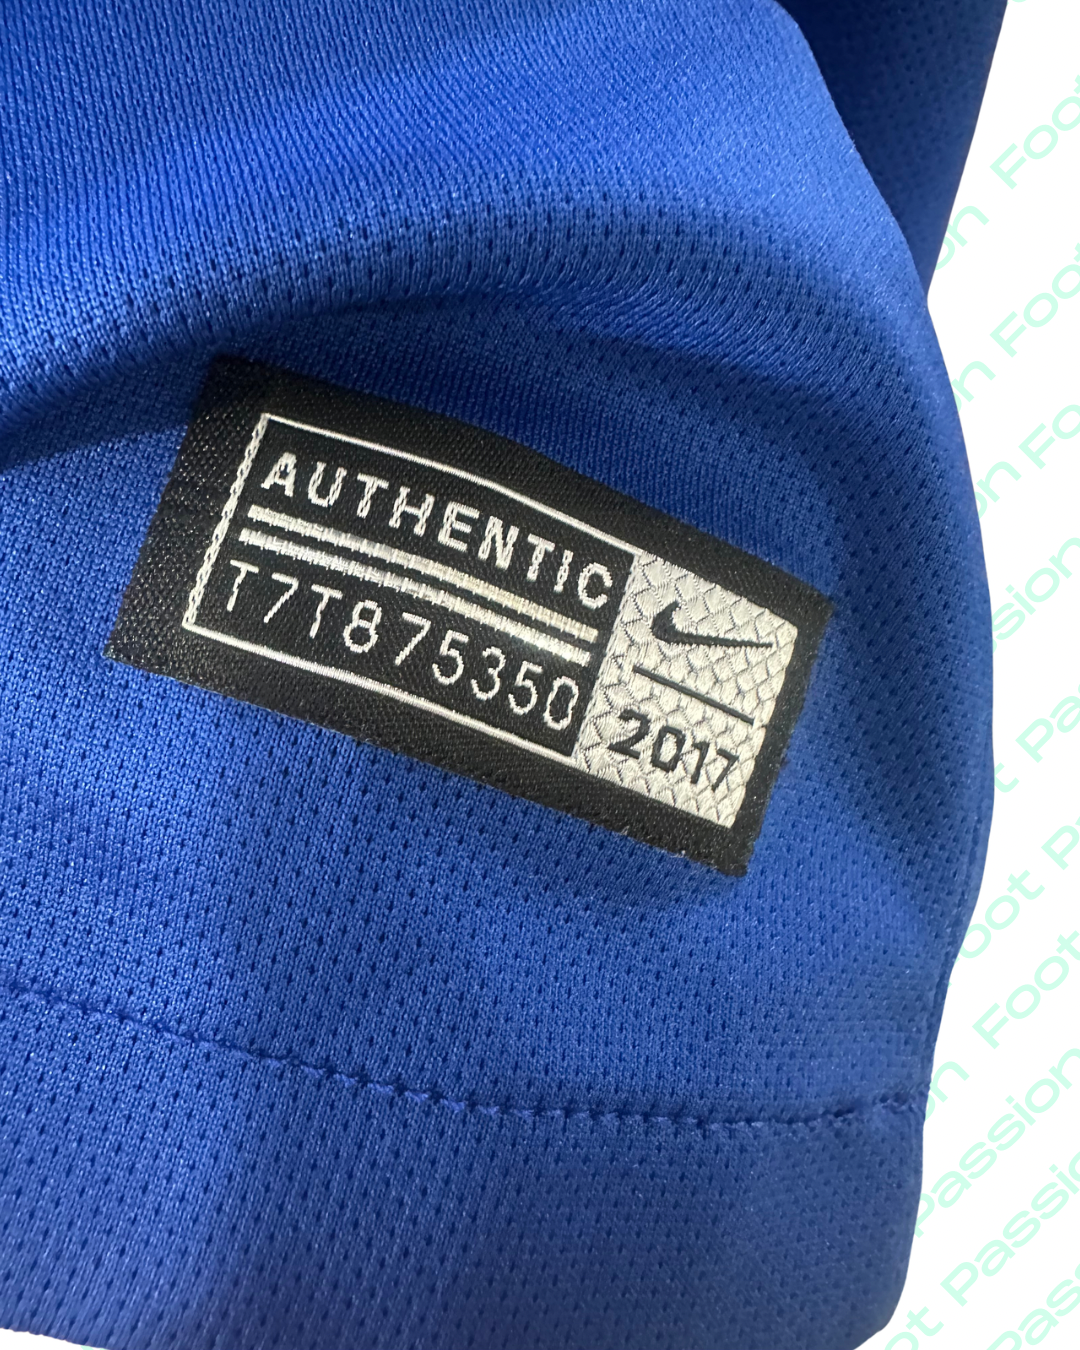 AUTHENTIC
T7T875350
2017
Foot Passion